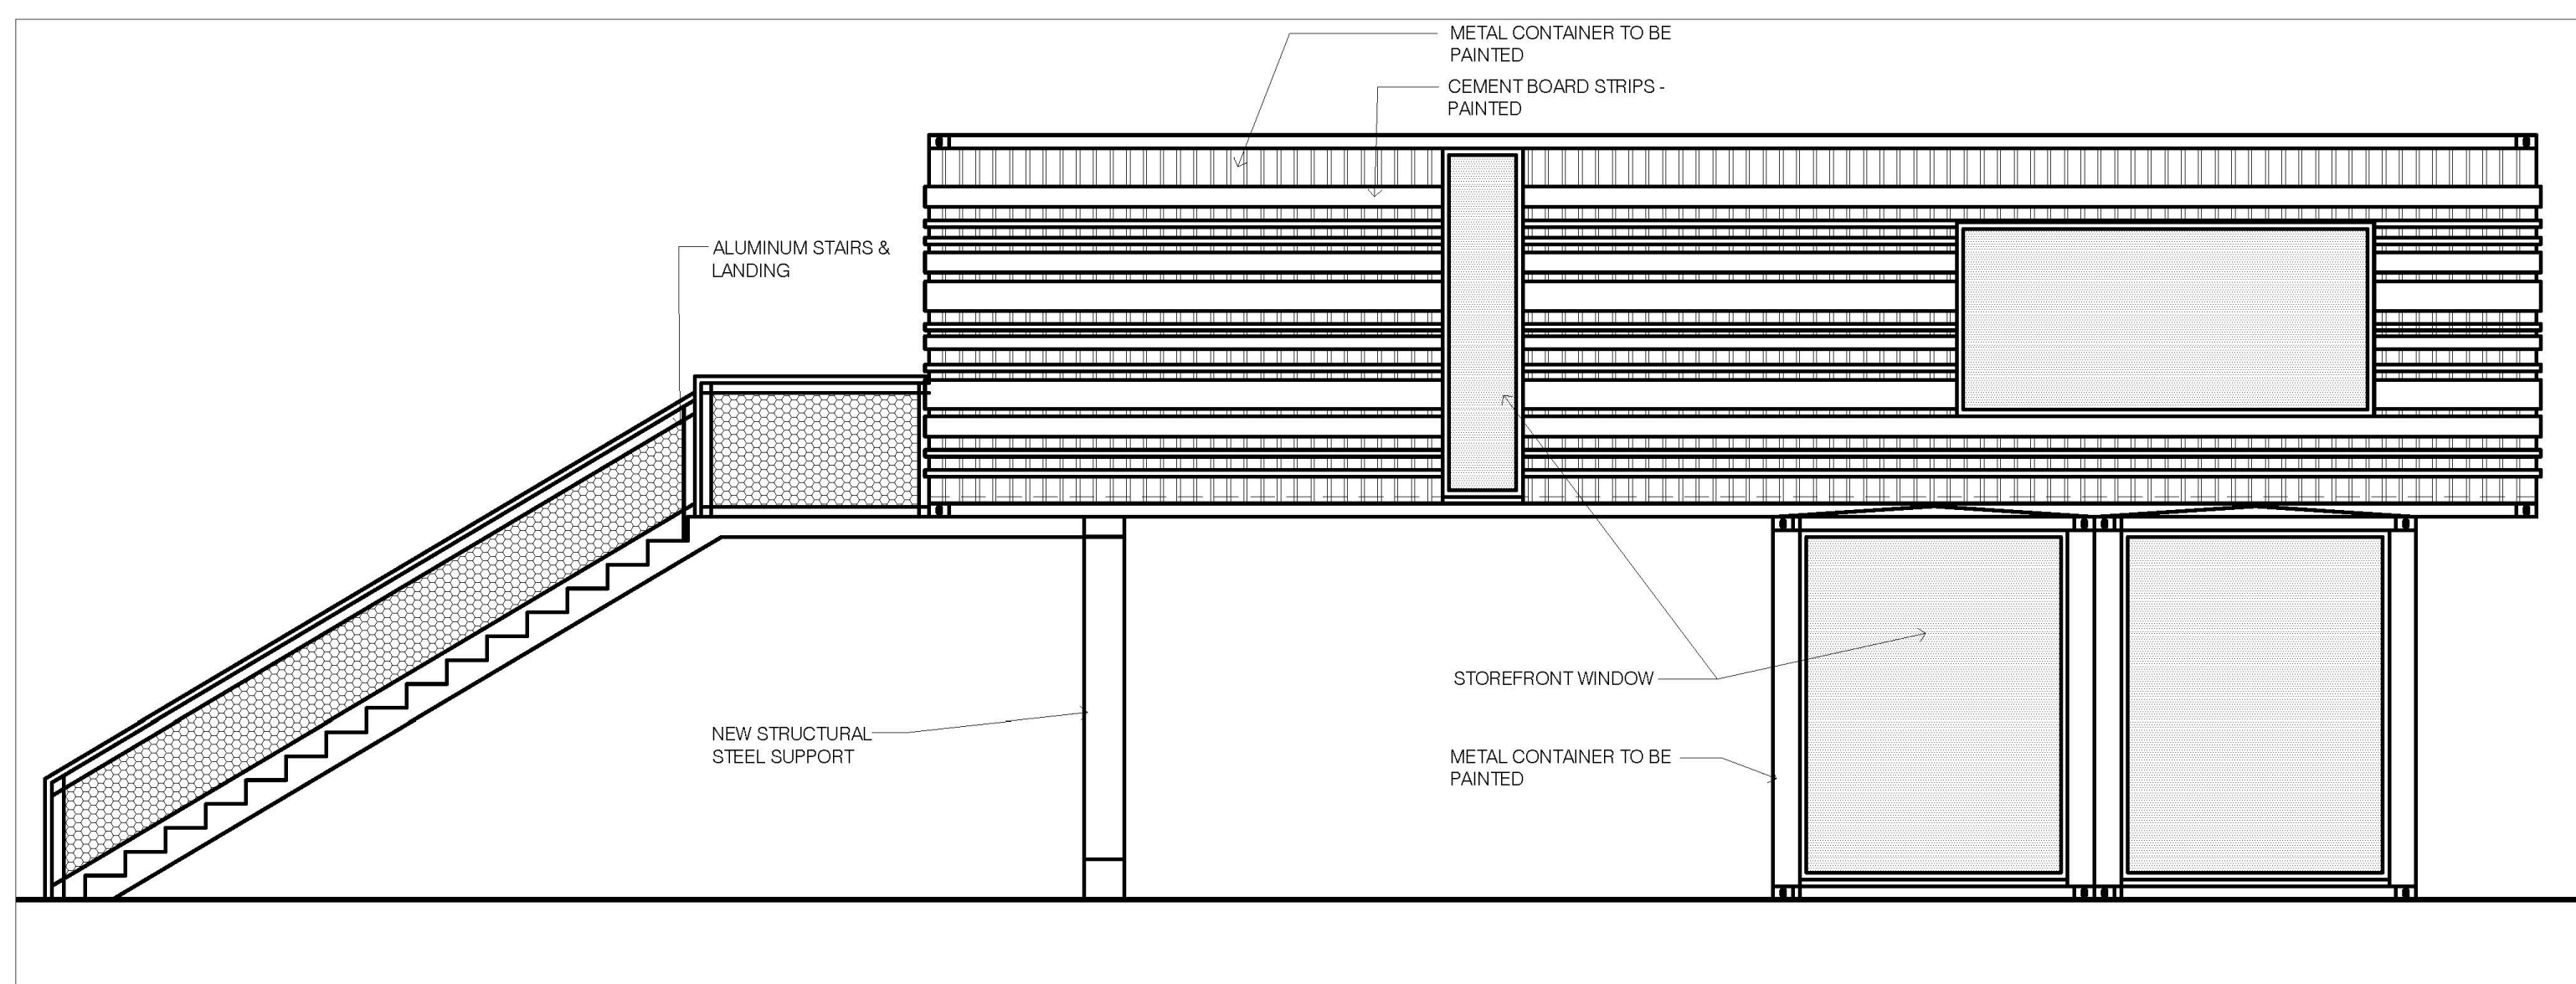 METAL CONTAINER TO BE
PAINTED
CEMENT BOARD STRIPS -
PAINTED
ALUMINUM STAIRS &
LANDING
STOREFRONT WINDOW
NEW STRUCTURAL
STEEL SUPPORT
METAL CONTAINER TO BE
PAINTED